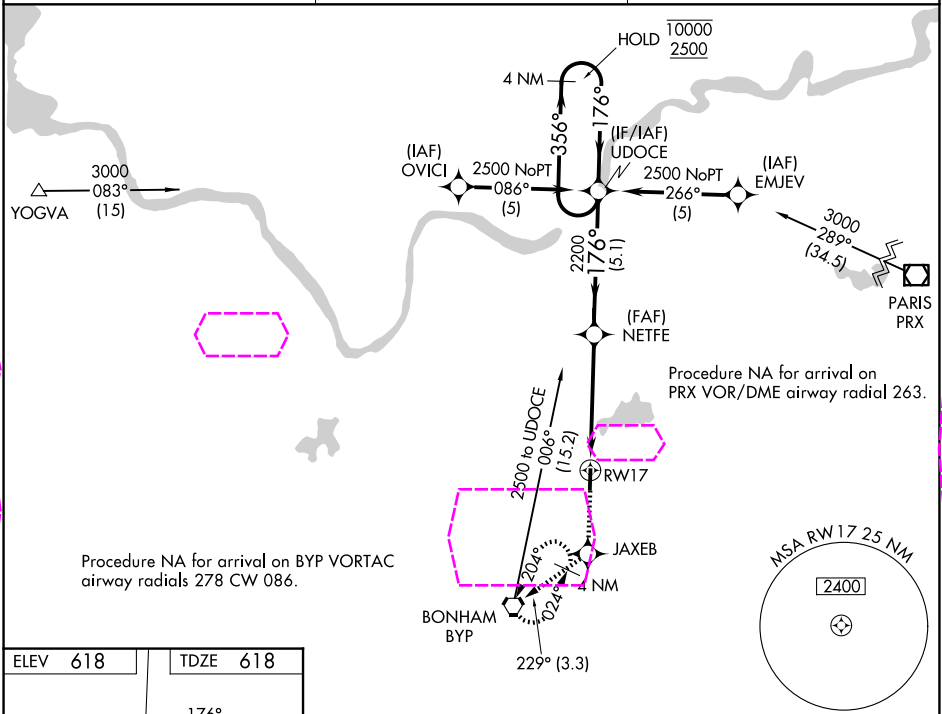 HOLD 10000
2500
4 NM
356°
176°
(IF/IAF)
UDOCE
(IAF)
OVICI
2500 NoPT
086°
(5)
2500 NoPT
266°
(5)
(IAF)
EMJEV
3000
083°
(15)
YOGVA
3000
289°
(34.5)
PARIS
PRX
2200
176°
(5.1)
(FAF)
NETFE
Procedure NA for arrival on
PRX VOR/DME airway radial 263.
2500 to UDOCE
006°
(15.2)
RW17
JAXEB
Procedure NA for arrival on BYP VORTAC
airway radials 278 CW 086.
204°
024°
4 NM
BONHAM
BYP
229° (3.3)
MSA RW17 25 NM
2400
ELEV 618
TDZE 618
176°